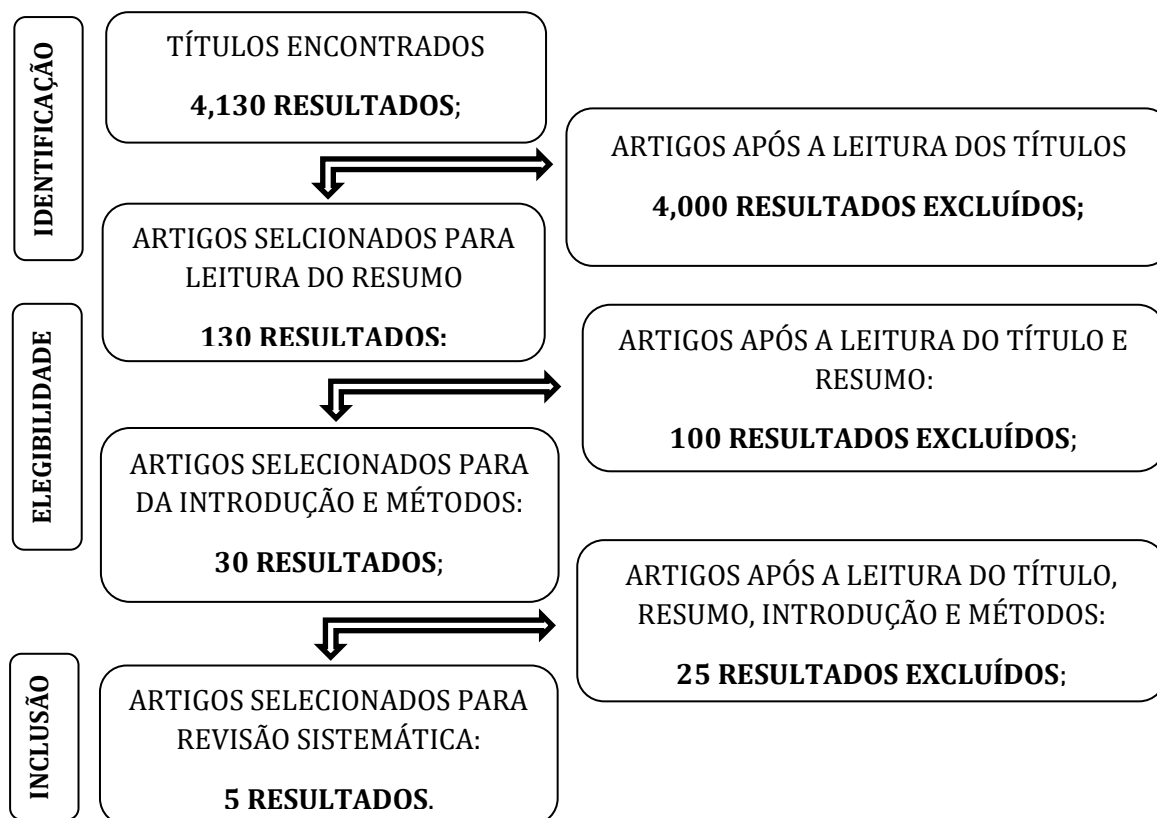 IDENTIFICAÇÃO
TÍTULOS ENCONTRADOS
4,130 RESULTADOS;
ARTIGOS APÓS A LEITURA DOS TÍTULOS
4,000 RESULTADOS EXCLUÍDOS;
ARTIGOS SELCIONADOS PARA
LEITURA DO RESUMO
130 RESULTADOS:
ELEGIBILIDADE
ARTIGOS APÓS A LEITURA DO TÍTULO E
RESUMO:
100 RESULTADOS EXCLUÍDOS;
ARTIGOS SELECIONADOS PARA
DA INTRODUÇÃO E MÉTODOS:
30 RESULTADOS;
ARTIGOS APÓS A LEITURA DO TÍTULO,
RESUMO, INTRODUÇÃO E MÉTODOS:
25 RESULTADOS EXCLUÍDOS;
INCLUSÃO
ARTIGOS SELECIONADOS PARA
REVISÃO SISTEMÁTICA:
5 RESULTADOS.